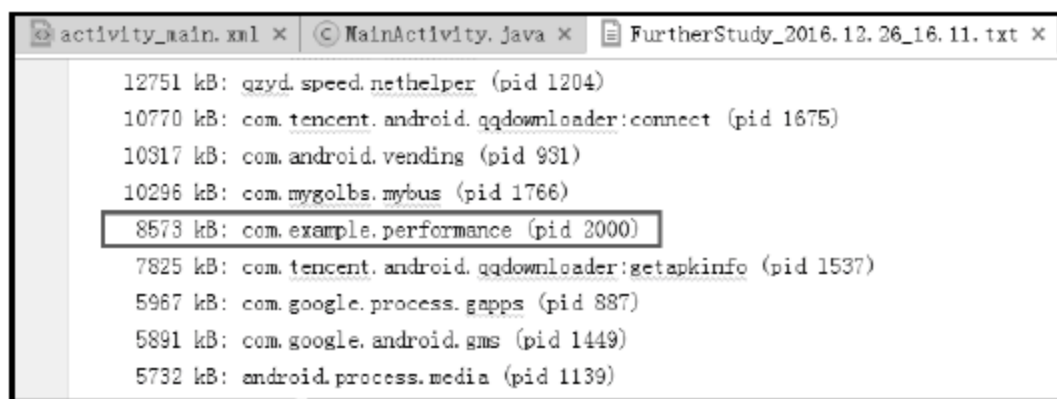 activity_main.xml × MainActivity.java × FurtherStudy_2016.12.26_16.11.txt ×
12751 kB: qzyd.speed.nethelper (pid 1204)
10770 kB: com.tencent.android.qqdownloader:connect (pid 1675)
10317 kB: com.android.vending (pid 931)
10296 kB: com.mygolbs.mybus (pid 1766)
8573 kB: com.example.performance (pid 2000)
7825 kB: com.tencent.android.qqdownloader:getapkinfo (pid 1537)
5967 kB: com.google.process.gapps (pid 887)
5891 kB: com.google.android.gms (pid 1449)
5732 kB: android.process.media (pid 1139)